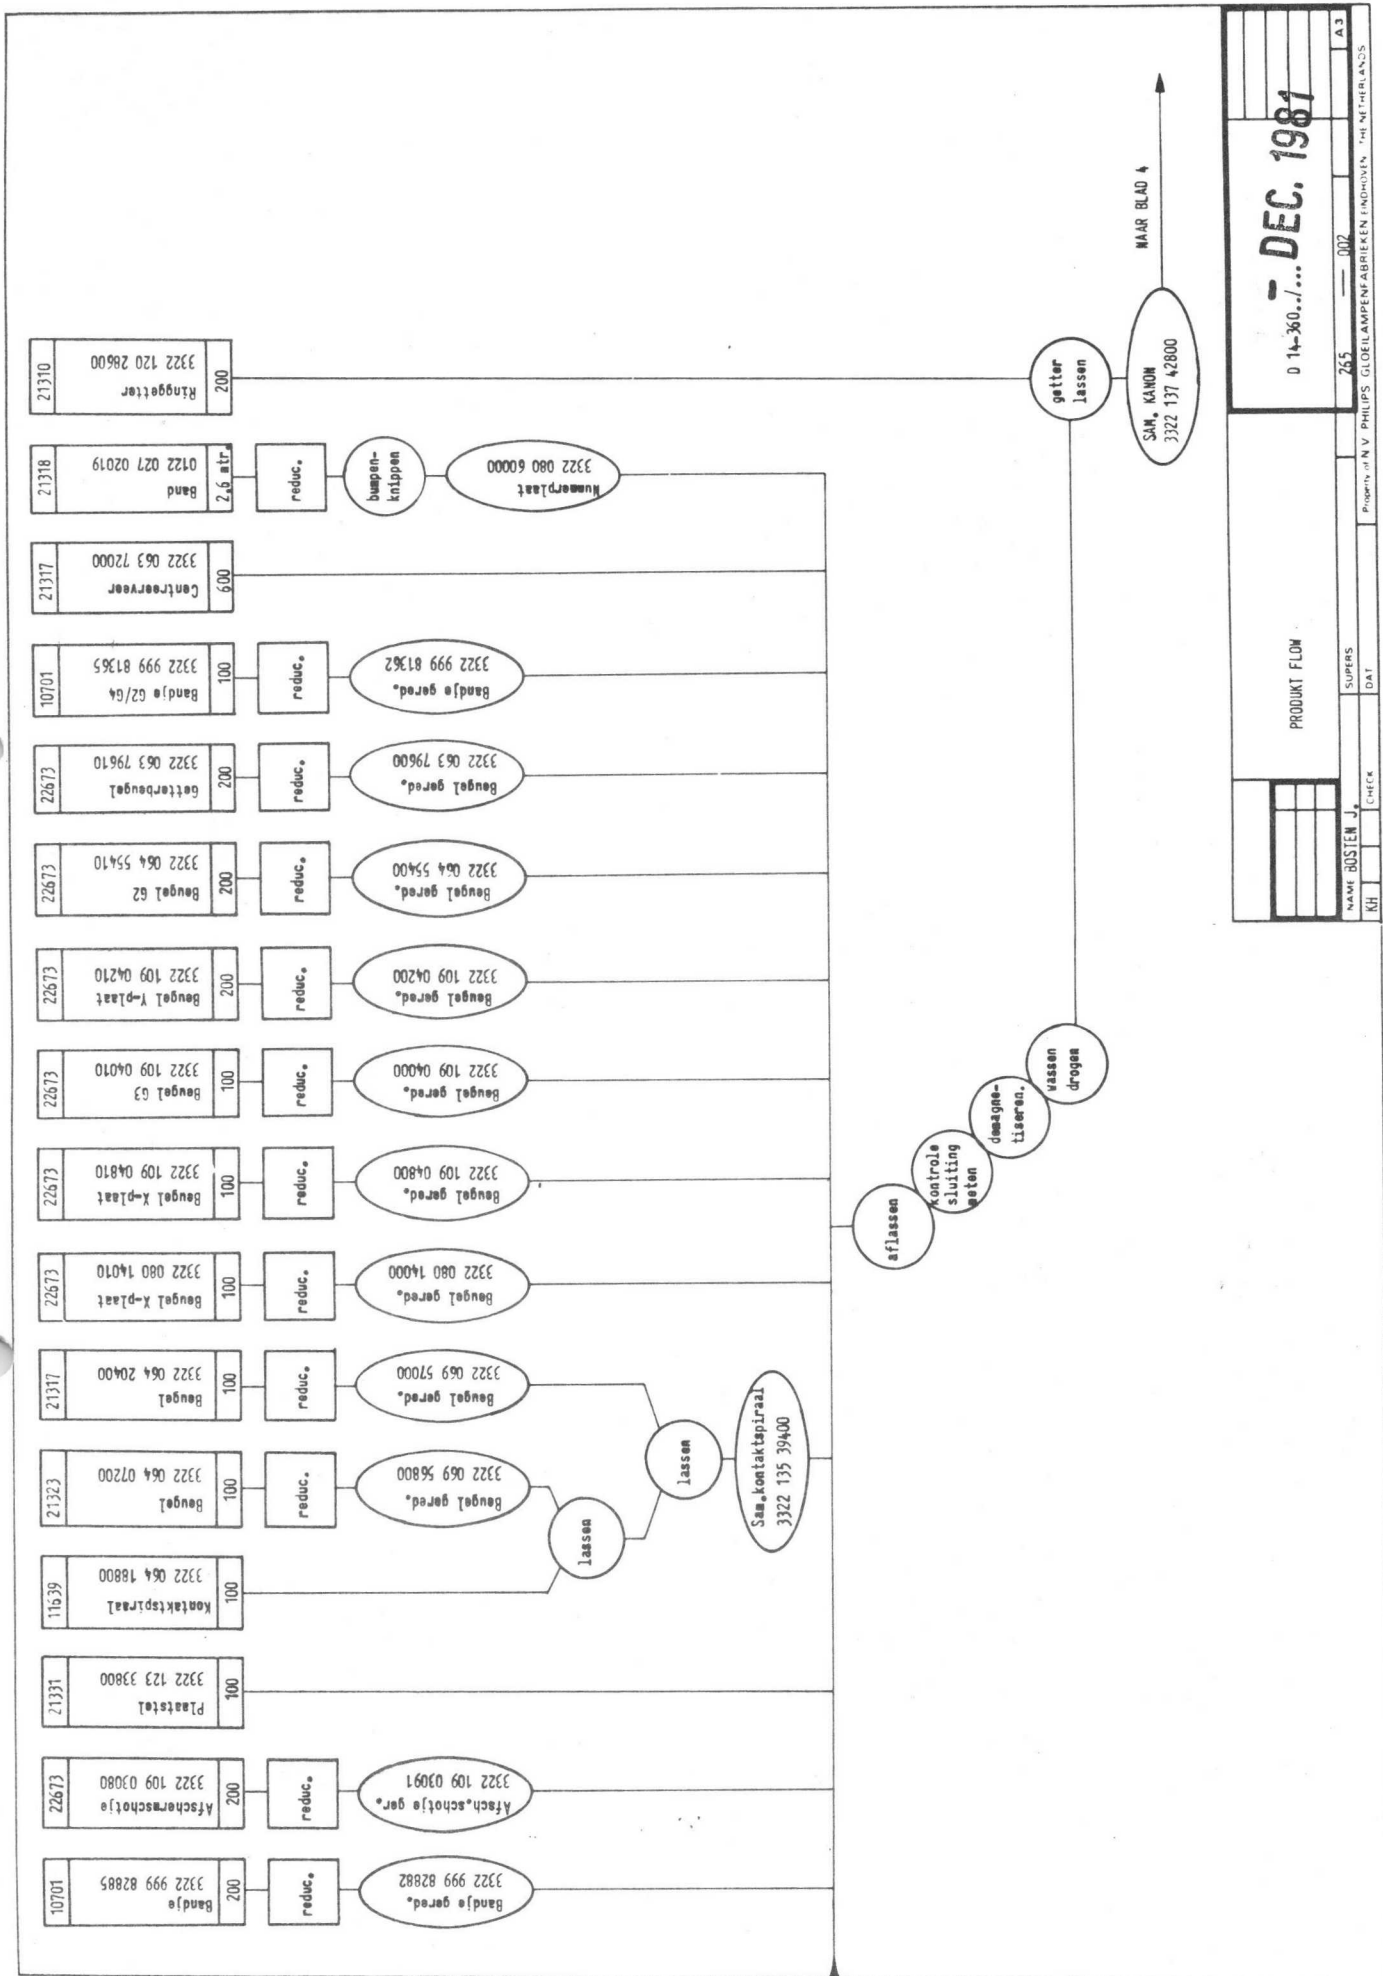 10701
Bandje
3322 999 82885
200
reduc.
Bandje gered.
3322 999 82882
22673
Afschermschotje
3322 109 03080
200
reduc.
Afsch.schotje ger.
3322 109 03091
21331
Plaatstel
3322 123 33800
100
11639
Kontaktspiraal
3322 064 18800
100
21323
Beugel
3322 064 07200
100
reduc.
Beugel gered.
3322 069 56800
lassen
21317
Beugel
3322 064 20400
100
reduc.
Beugel gered.
3322 069 57000
lassen
Sam.kontaktspiraal
3322 135 39400
22673
Beugel X-plaat
3322 080 14010
100
reduc.
Beugel gered.
3322 080 14000
22673
Beugel X-plaat
3322 109 04810
100
reduc.
Beugel gered.
3322 109 04800
22673
Beugel G3
3322 109 04010
100
reduc.
Beugel gered.
3322 109 04000
22673
Beugel Y-plaat
3322 109 04210
200
reduc.
Beugel gered.
3322 109 04200
22673
Beugel G2
3322 064 55410
200
reduc.
Beugel gered.
3322 064 55400
22673
Getterbeugel
3322 063 79610
200
reduc.
Beugel gered.
3322 063 79600
10701
Bandje G2/G4
3322 999 81365
100
reduc.
Bandje gered.
3322 999 81362
21317
Centreerveer
3322 063 72000
600
21318
Band
0122 027 02019
2.6 mtr.
reduc.
bumpen-
knippen
Nummerplaat
3322 080 60000
21310
Ringgetter
3322 120 28600
200
aflassen
kontrole
sluiting
meten
demagne-
tiseren.
wassen
drogen
getter
lassen
SAM. KANON
3322 137 42800
NAAR BLAD 4
PRODUKT FLOW
D 14-360../...
- DEC. 1981
NAME BOSTEN J.
SUPERS
265 — 002
A3
KH
CHECK
DAT
Property of N.V. PHILIPS GLOEILAMPENFABRIEKEN EINDHOVEN THE NETHERLANDS